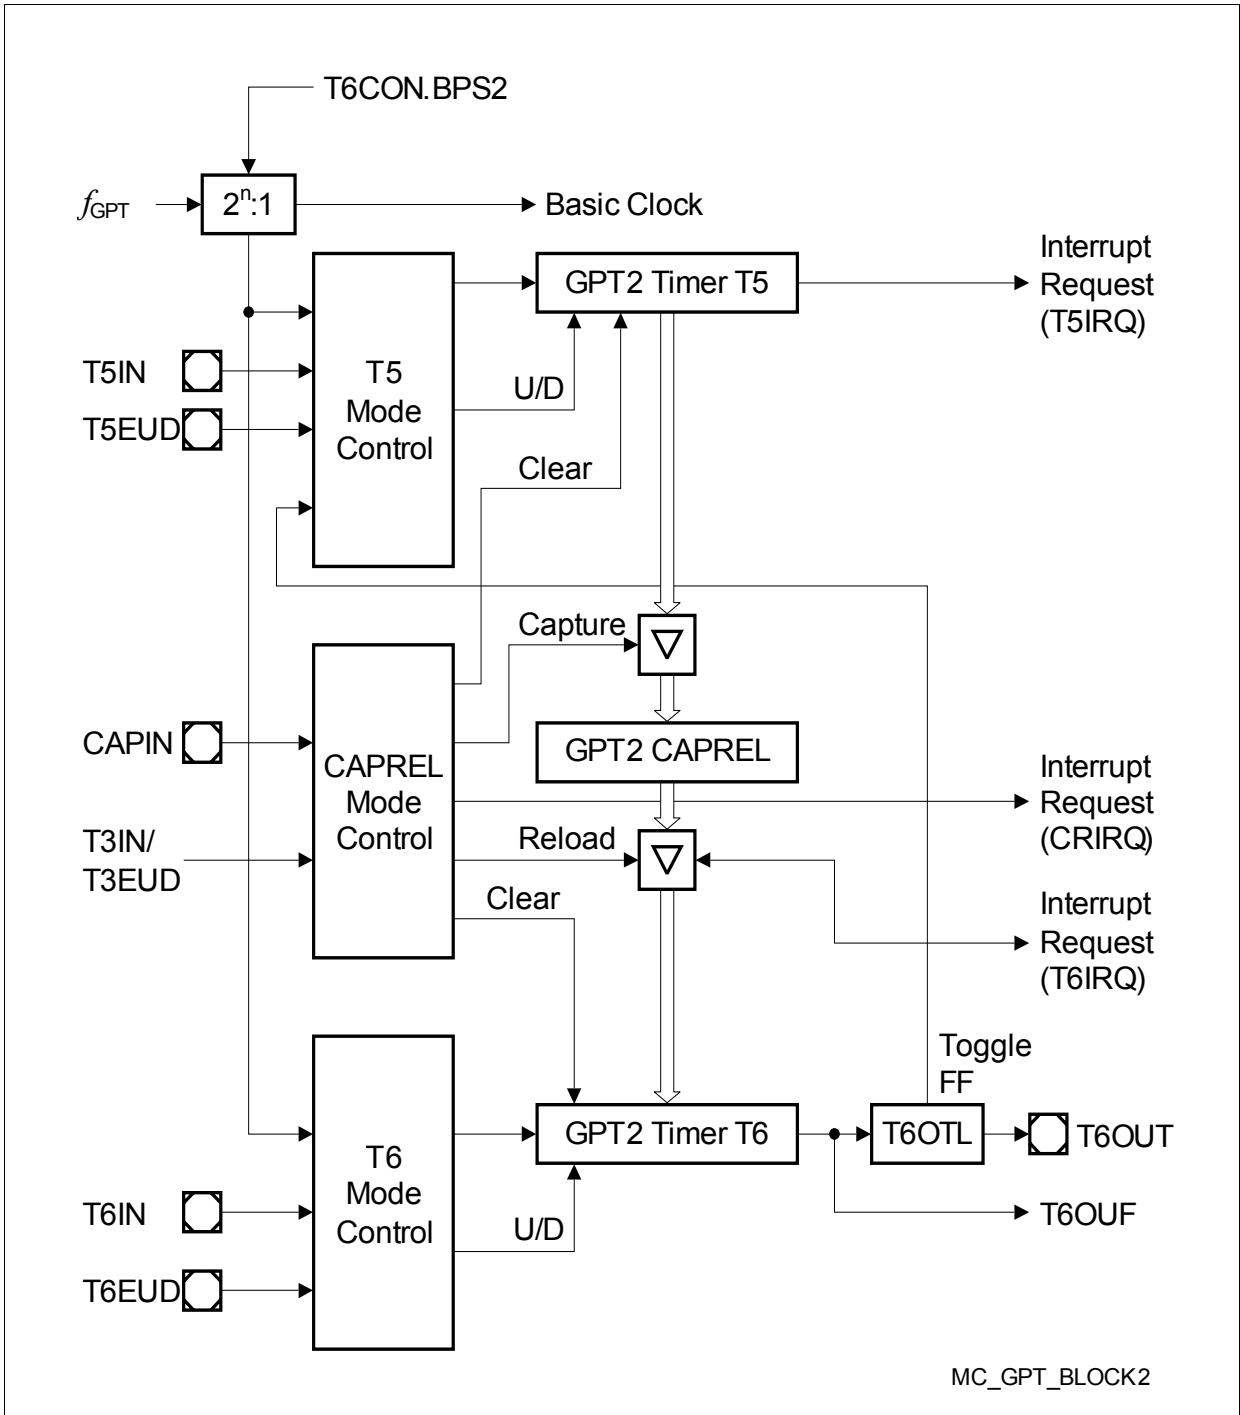 T6CON.BPS2
fGPT
2n:1
Basic Clock
Interrupt
Request
(T5IRQ)
GPT2 Timer T5
T5IN
T5EUD
T5
Mode
Control
U/D
Clear
Capture
CAPIN
T3IN/
T3EUD
CAPREL
Mode
Control
GPT2 CAPREL
Interrupt
Request
(CRIRQ)
Reload
Clear
Interrupt
Request
(T6IRQ)
Toggle
FF
GPT2 Timer T6
T6OTL
T6OUT
T6
Mode
Control
T6IN
T6EUD
U/D
T6OUF
MC_GPT_BLOCK2